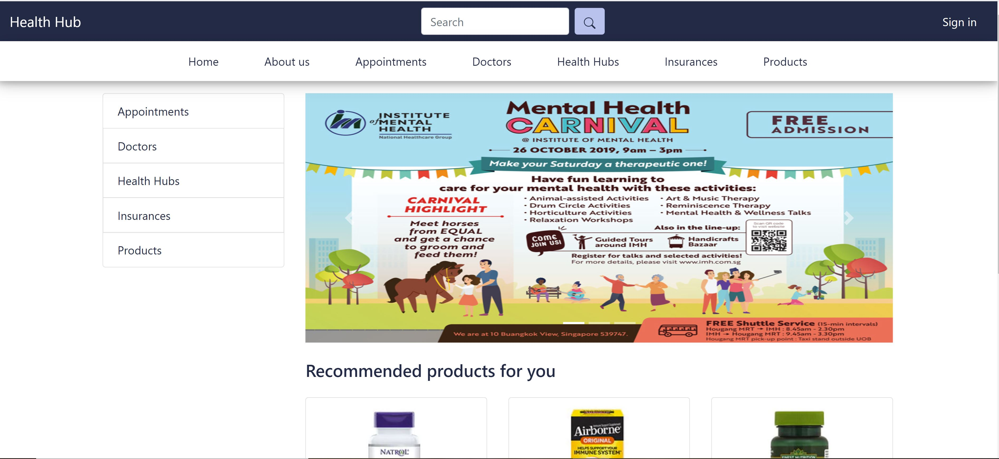 Health Hub
Search
Sign in
Home
About us
Appointments
Doctors
Health Hubs
Insurances
Products
Appointments
Doctors
Health Hubs
Insurances
Products
INSTITUTE
of MENTAL
HEALTH
National Healthcare Group
Mental Health
CARNIVAL
@ INSTITUTE OF MENTAL HEALTH
26 OCTOBER 2019, 9am – 3pm
FREE
ADMISSION
Make your Saturday a therapeutic one!
Have fun learning to
care for your mental health with these activities:
CARNIVAL
HIGHLIGHT
Meet horses
from EQUAL
and get a chance
to groom and
feed them!
• Animal-assisted Activities
• Drum Circle Activities
• Horticulture Activities
• Relaxation Workshops
• Art & Music Therapy
• Reminiscence Therapy
• Mental Health & Wellness Talks
Also in the line-up:
COME
JOIN US!
Guided Tours
around IMH
Handicrafts
Bazaar
Scan QR code
to visit website
Register for talks and selected activities!
For more details, please visit www.imh.com.sg
We are at 10 Buangkok View, Singapore 539747.
FREE Shuttle Service (15-min intervals)
Hougang MRT → IMH : 8.45am - 2.30pm
IMH → Hougang MRT : 9.45am - 3.30pm
Hougang MRT pick-up point : Taxi stand outside UOB
Recommended products for you
NATROL
Airborne
ORIGINAL
HELPS SUPPORT YOUR
IMMUNE SYSTEM
FINEST NUTRITION